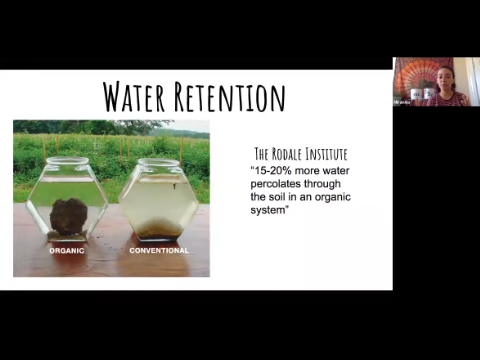 WATER RETENTION
THE RODALE INSTITUTE
"15-20% more water
percolates through
the soil in an organic
system"
ORGANIC
CONVENTIONAL